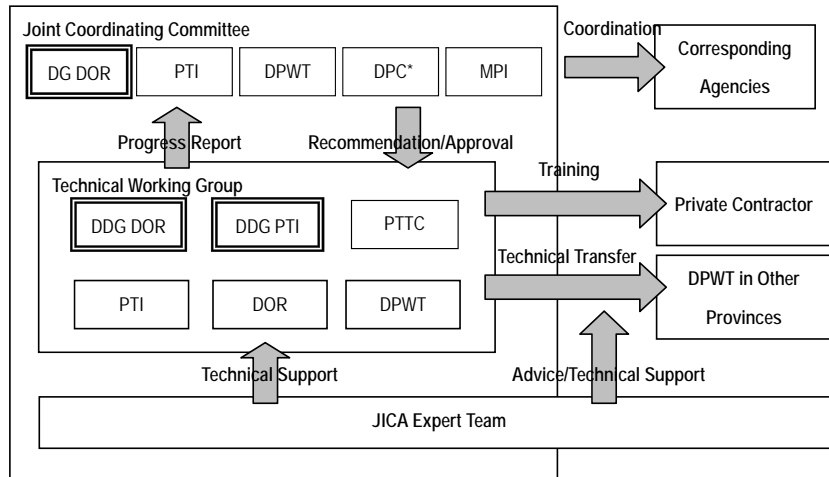 Joint Coordinating Committee
DG DOR
PTI
DPWT
DPC*
MPI
Coordination
Corresponding
Agencies
Progress Report
Recommendation/Approval
Technical Working Group
DDG DOR
DDG PTI
PTTC
Training
Private Contractor
Technical Transfer
DPWT in Other
Provinces
PTI
DOR
DPWT
Technical Support
Advice/Technical Support
JICA Expert Team